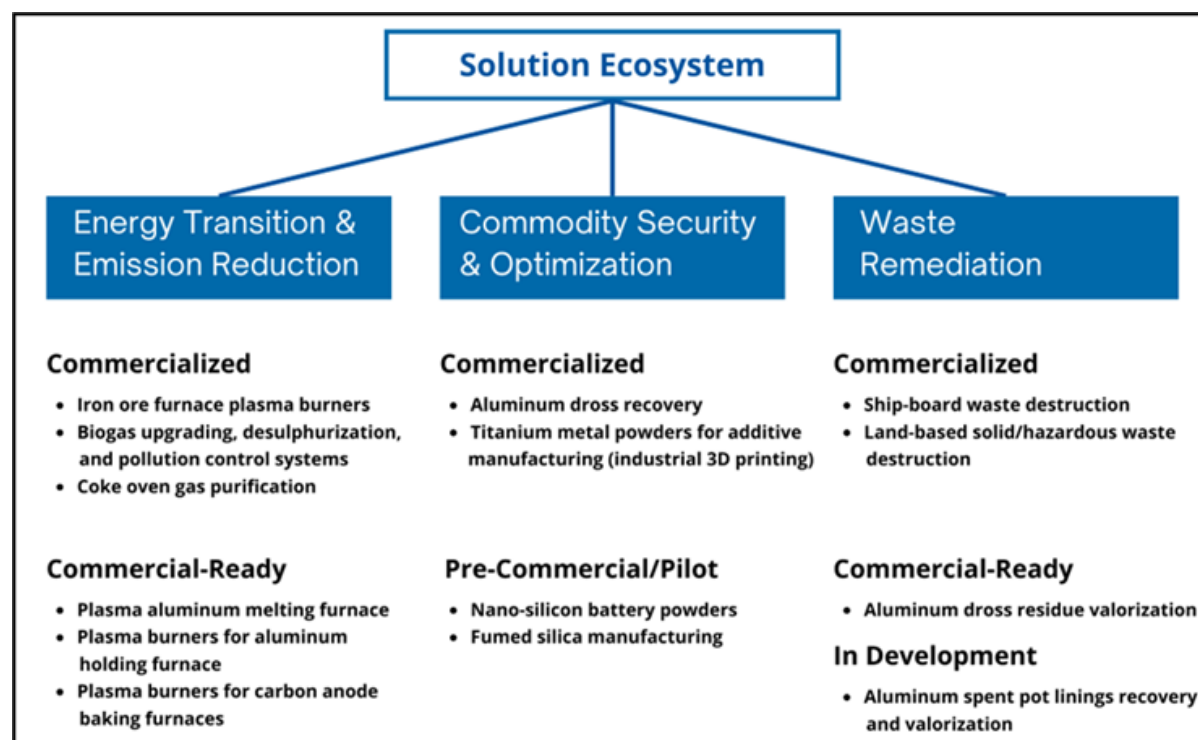 Solution Ecosystem
Energy Transition &
Emission Reduction
Commercialized
• Iron ore furnace plasma burners
• Biogas upgrading, desulphurization,
and pollution control systems
• Coke oven gas purification
Commercial-Ready
• Plasma aluminum melting furnace
• Plasma burners for aluminum
holding furnace
• Plasma burners for carbon anode
baking furnaces
Commodity Security
& Optimization
Commercialized
• Aluminum dross recovery
• Titanium metal powders for additive
manufacturing (industrial 3D printing)
Pre-Commercial/Pilot
• Nano-silicon battery powders
• Fumed silica manufacturing
Waste
Remediation
Commercialized
• Ship-board waste destruction
• Land-based solid/hazardous waste
destruction
Commercial-Ready
• Aluminum dross residue valorization
In Development
• Aluminum spent pot linings recovery
and valorization